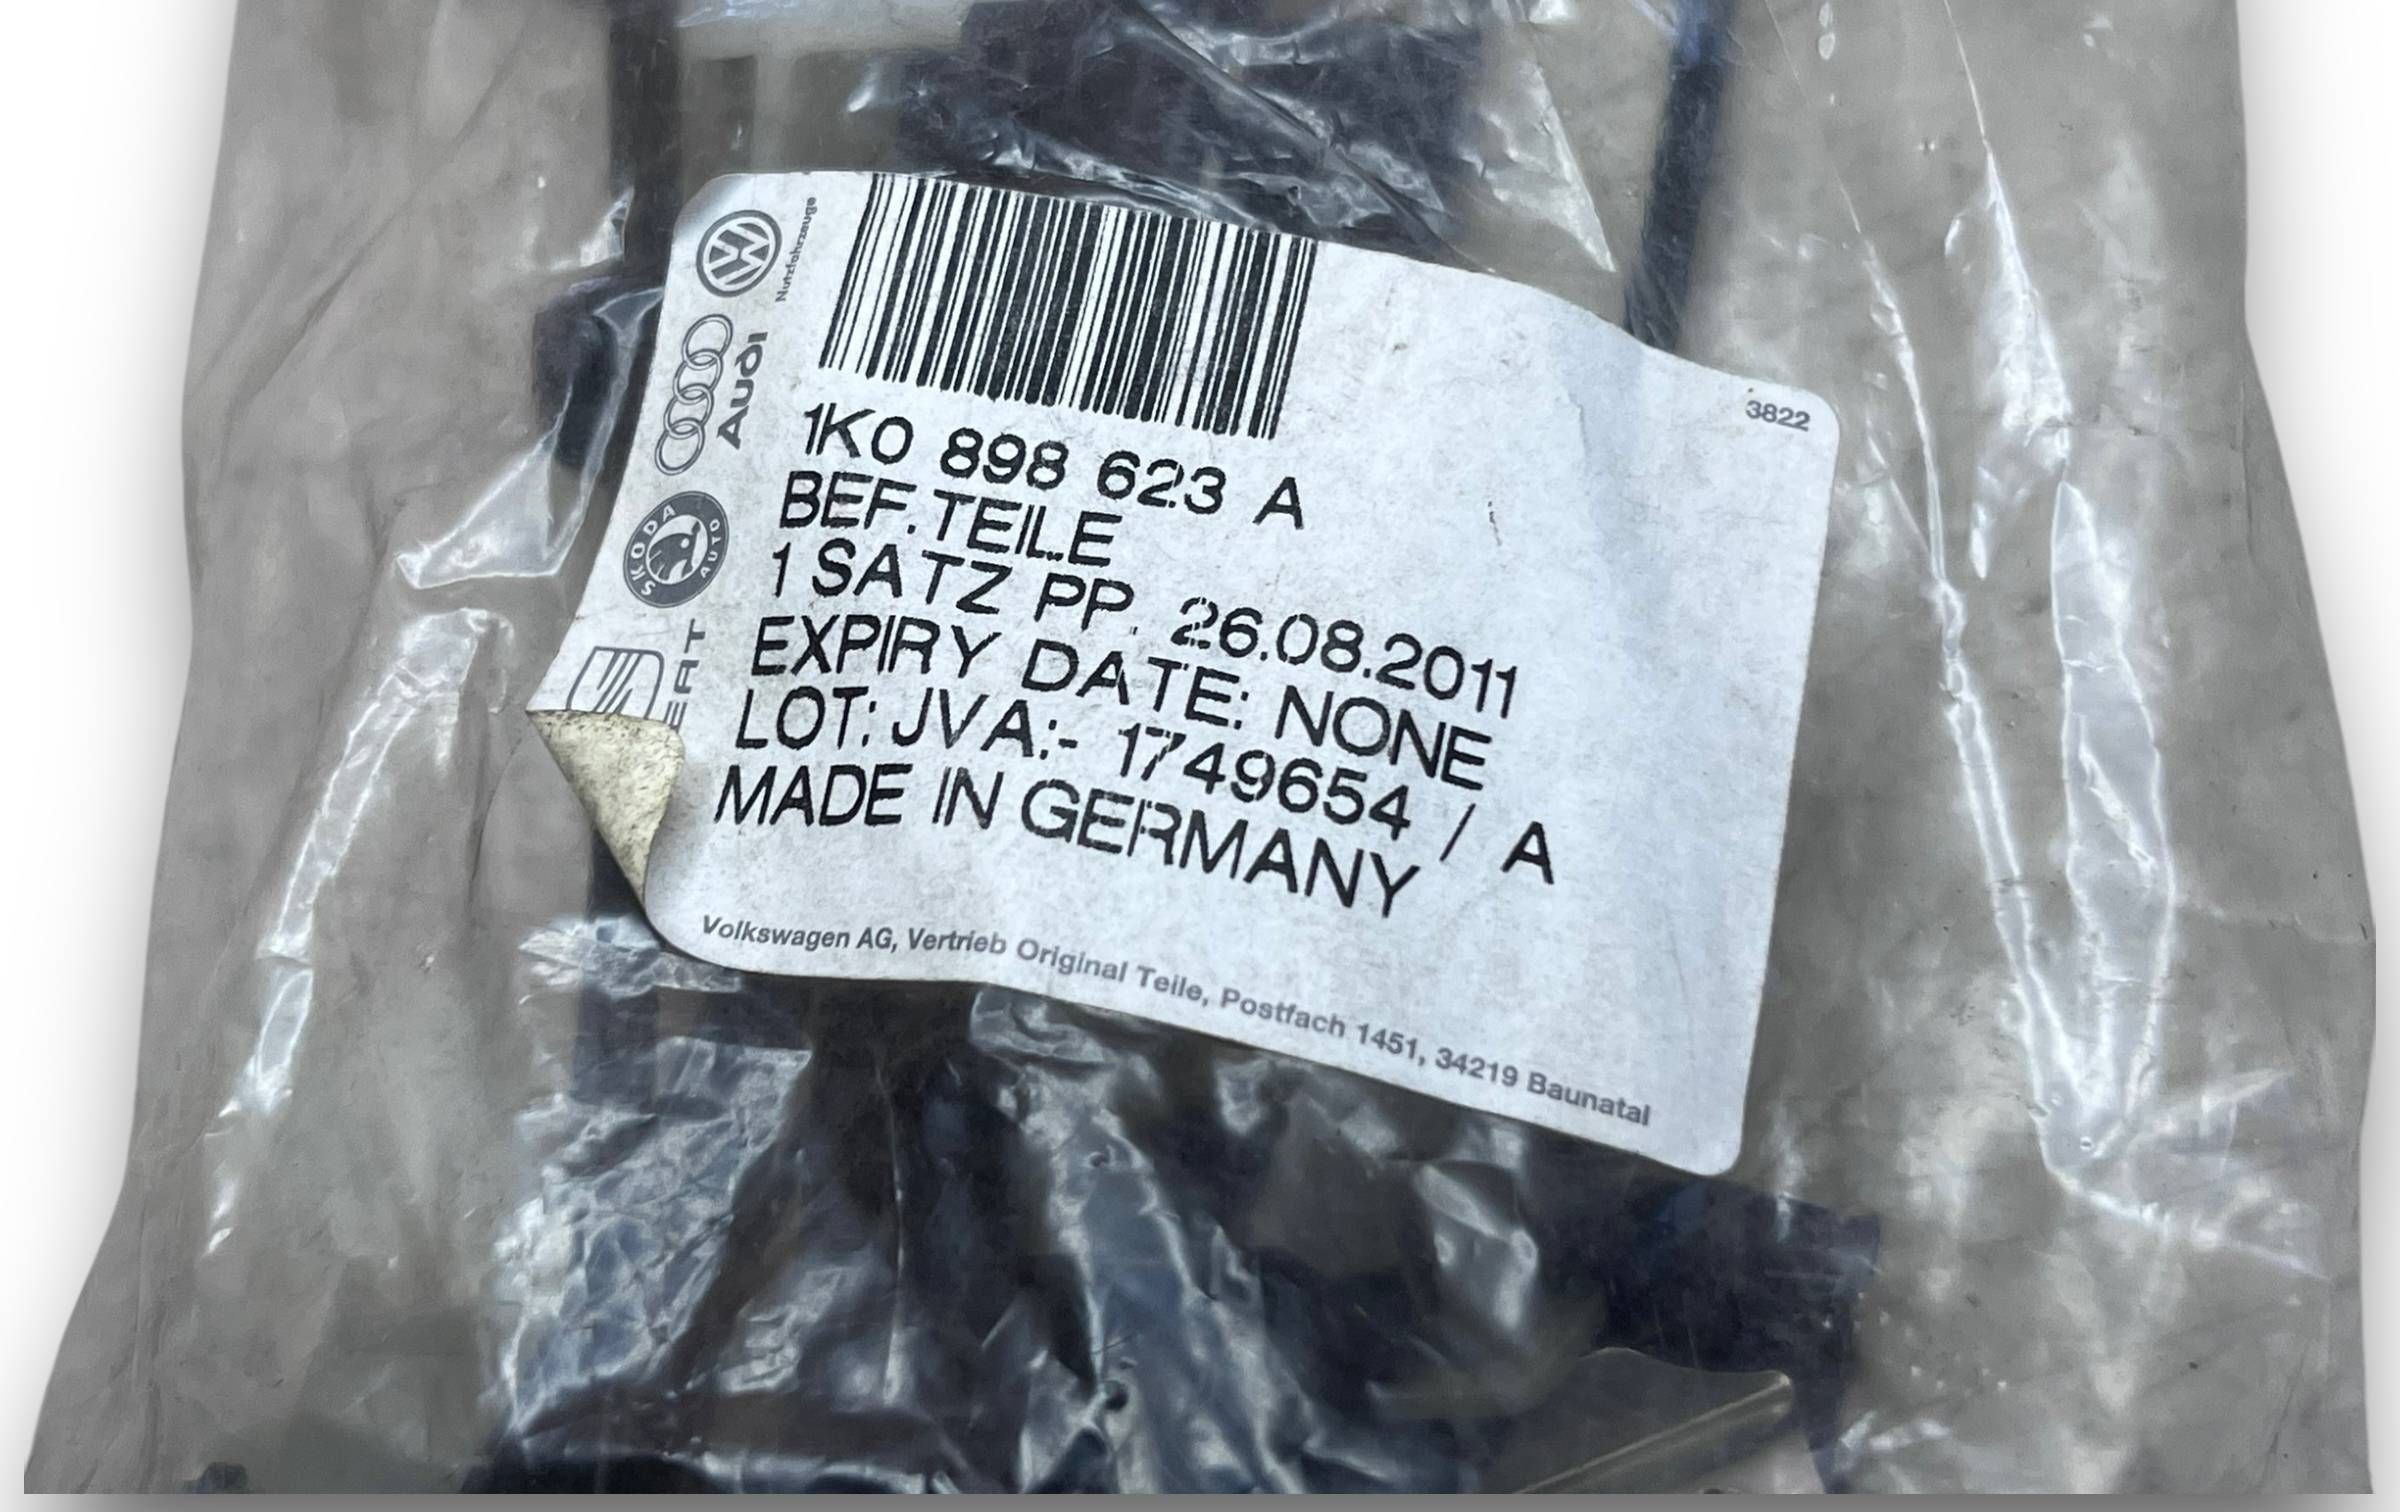 Nutzfahrzeuge
Audi
SKODA
AUTO
3822
1K0 898 623 A
BEF.TEILE
1 SATZ PP. 26.08.2011
EXPIRY DATE: NONE
LOT: JVA:- 1749654 / A
MADE IN GERMANY
Volkswagen AG, Vertrieb Original Teile, Postfach 1451, 34219 Baunatal